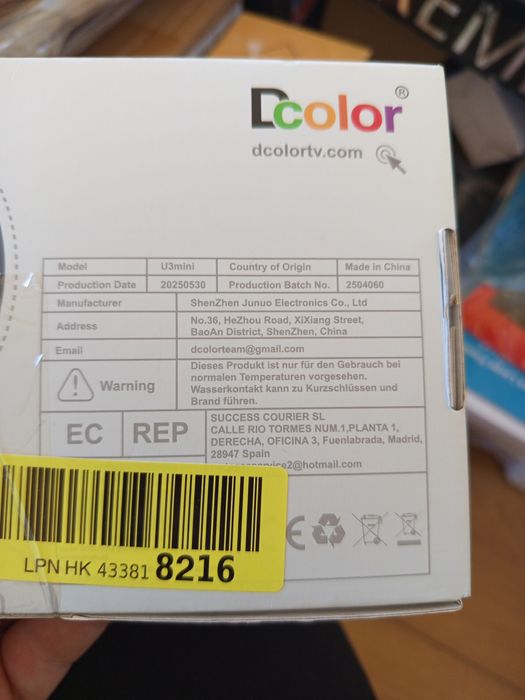 Dcolor®
dcolortv.com
Model U3mini Country of Origin Made in China
Production Date 20250530 Production Batch No. 2504060
Manufacturer ShenZhen Junuo Electronics Co., Ltd
Address No.36, HeZhou Road, XiXiang Street,
BaoAn District, ShenZhen, China
Email dcolorteam@gmail.com
Warning Dieses Produkt ist nur für den Gebrauch bei
normalen Temperaturen vorgesehen.
Wasserkontakt kann zu Kurzschlüssen und
Brand führen.
EC REP SUCCESS COURIER SL
CALLE RIO TORMES NUM.1,PLANTA 1,
DERECHA, OFICINA 3, Fuenlabrada, Madrid,
28947 Spain
2@hotmail.com
LPN HK 43381 8216